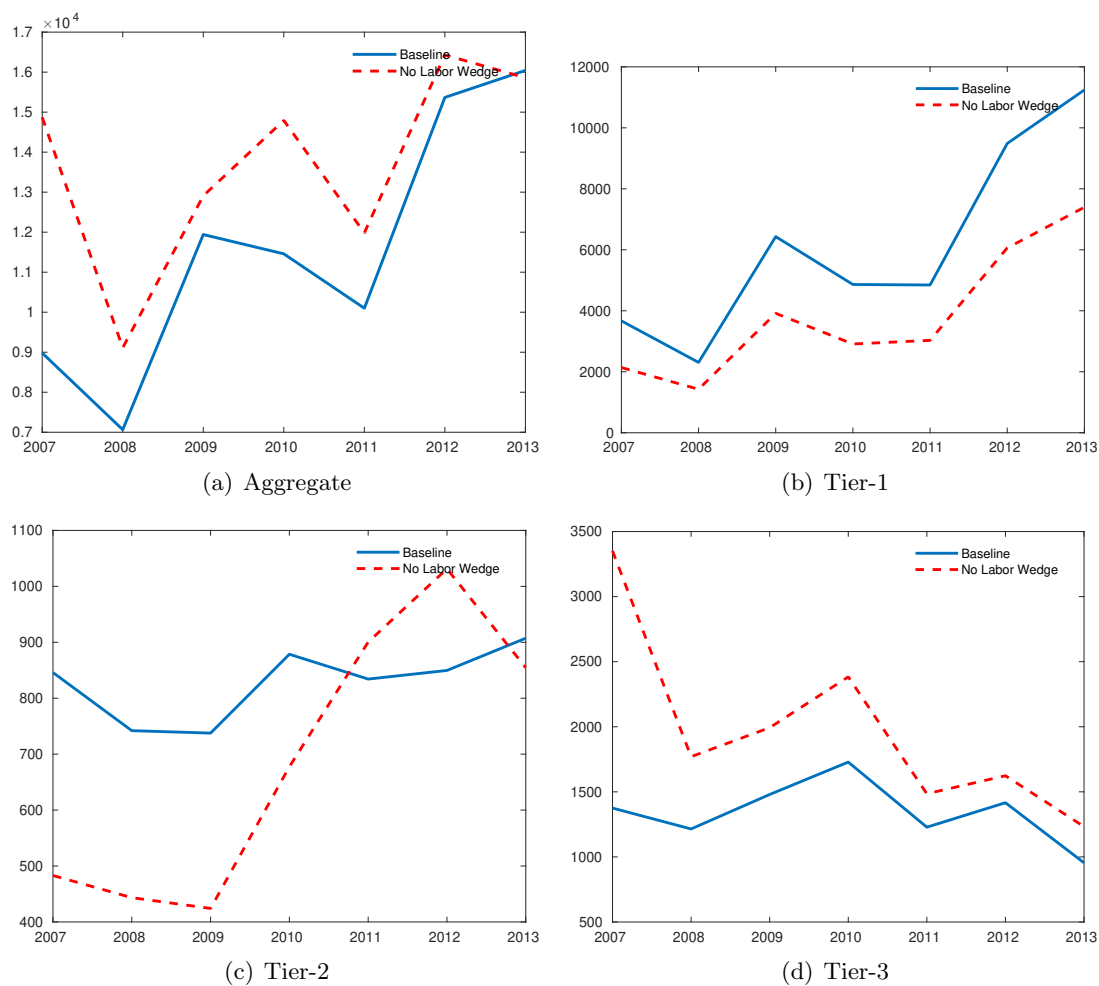 ×10⁴
1.7
1.6
1.5
1.4
1.3
1.2
1.1
1
0.9
0.8
0.7
2007 2008 2009 2010 2011 2012 2013
Baseline
No Labor Wedge
(a) Aggregate
12000
10000
8000
6000
4000
2000
0
2007 2008 2009 2010 2011 2012 2013
Baseline
No Labor Wedge
(b) Tier-1
1100
1000
900
800
700
600
500
400
2007 2008 2009 2010 2011 2012 2013
Baseline
No Labor Wedge
(c) Tier-2
3500
3000
2500
2000
1500
1000
500
2007 2008 2009 2010 2011 2012 2013
Baseline
No Labor Wedge
(d) Tier-3